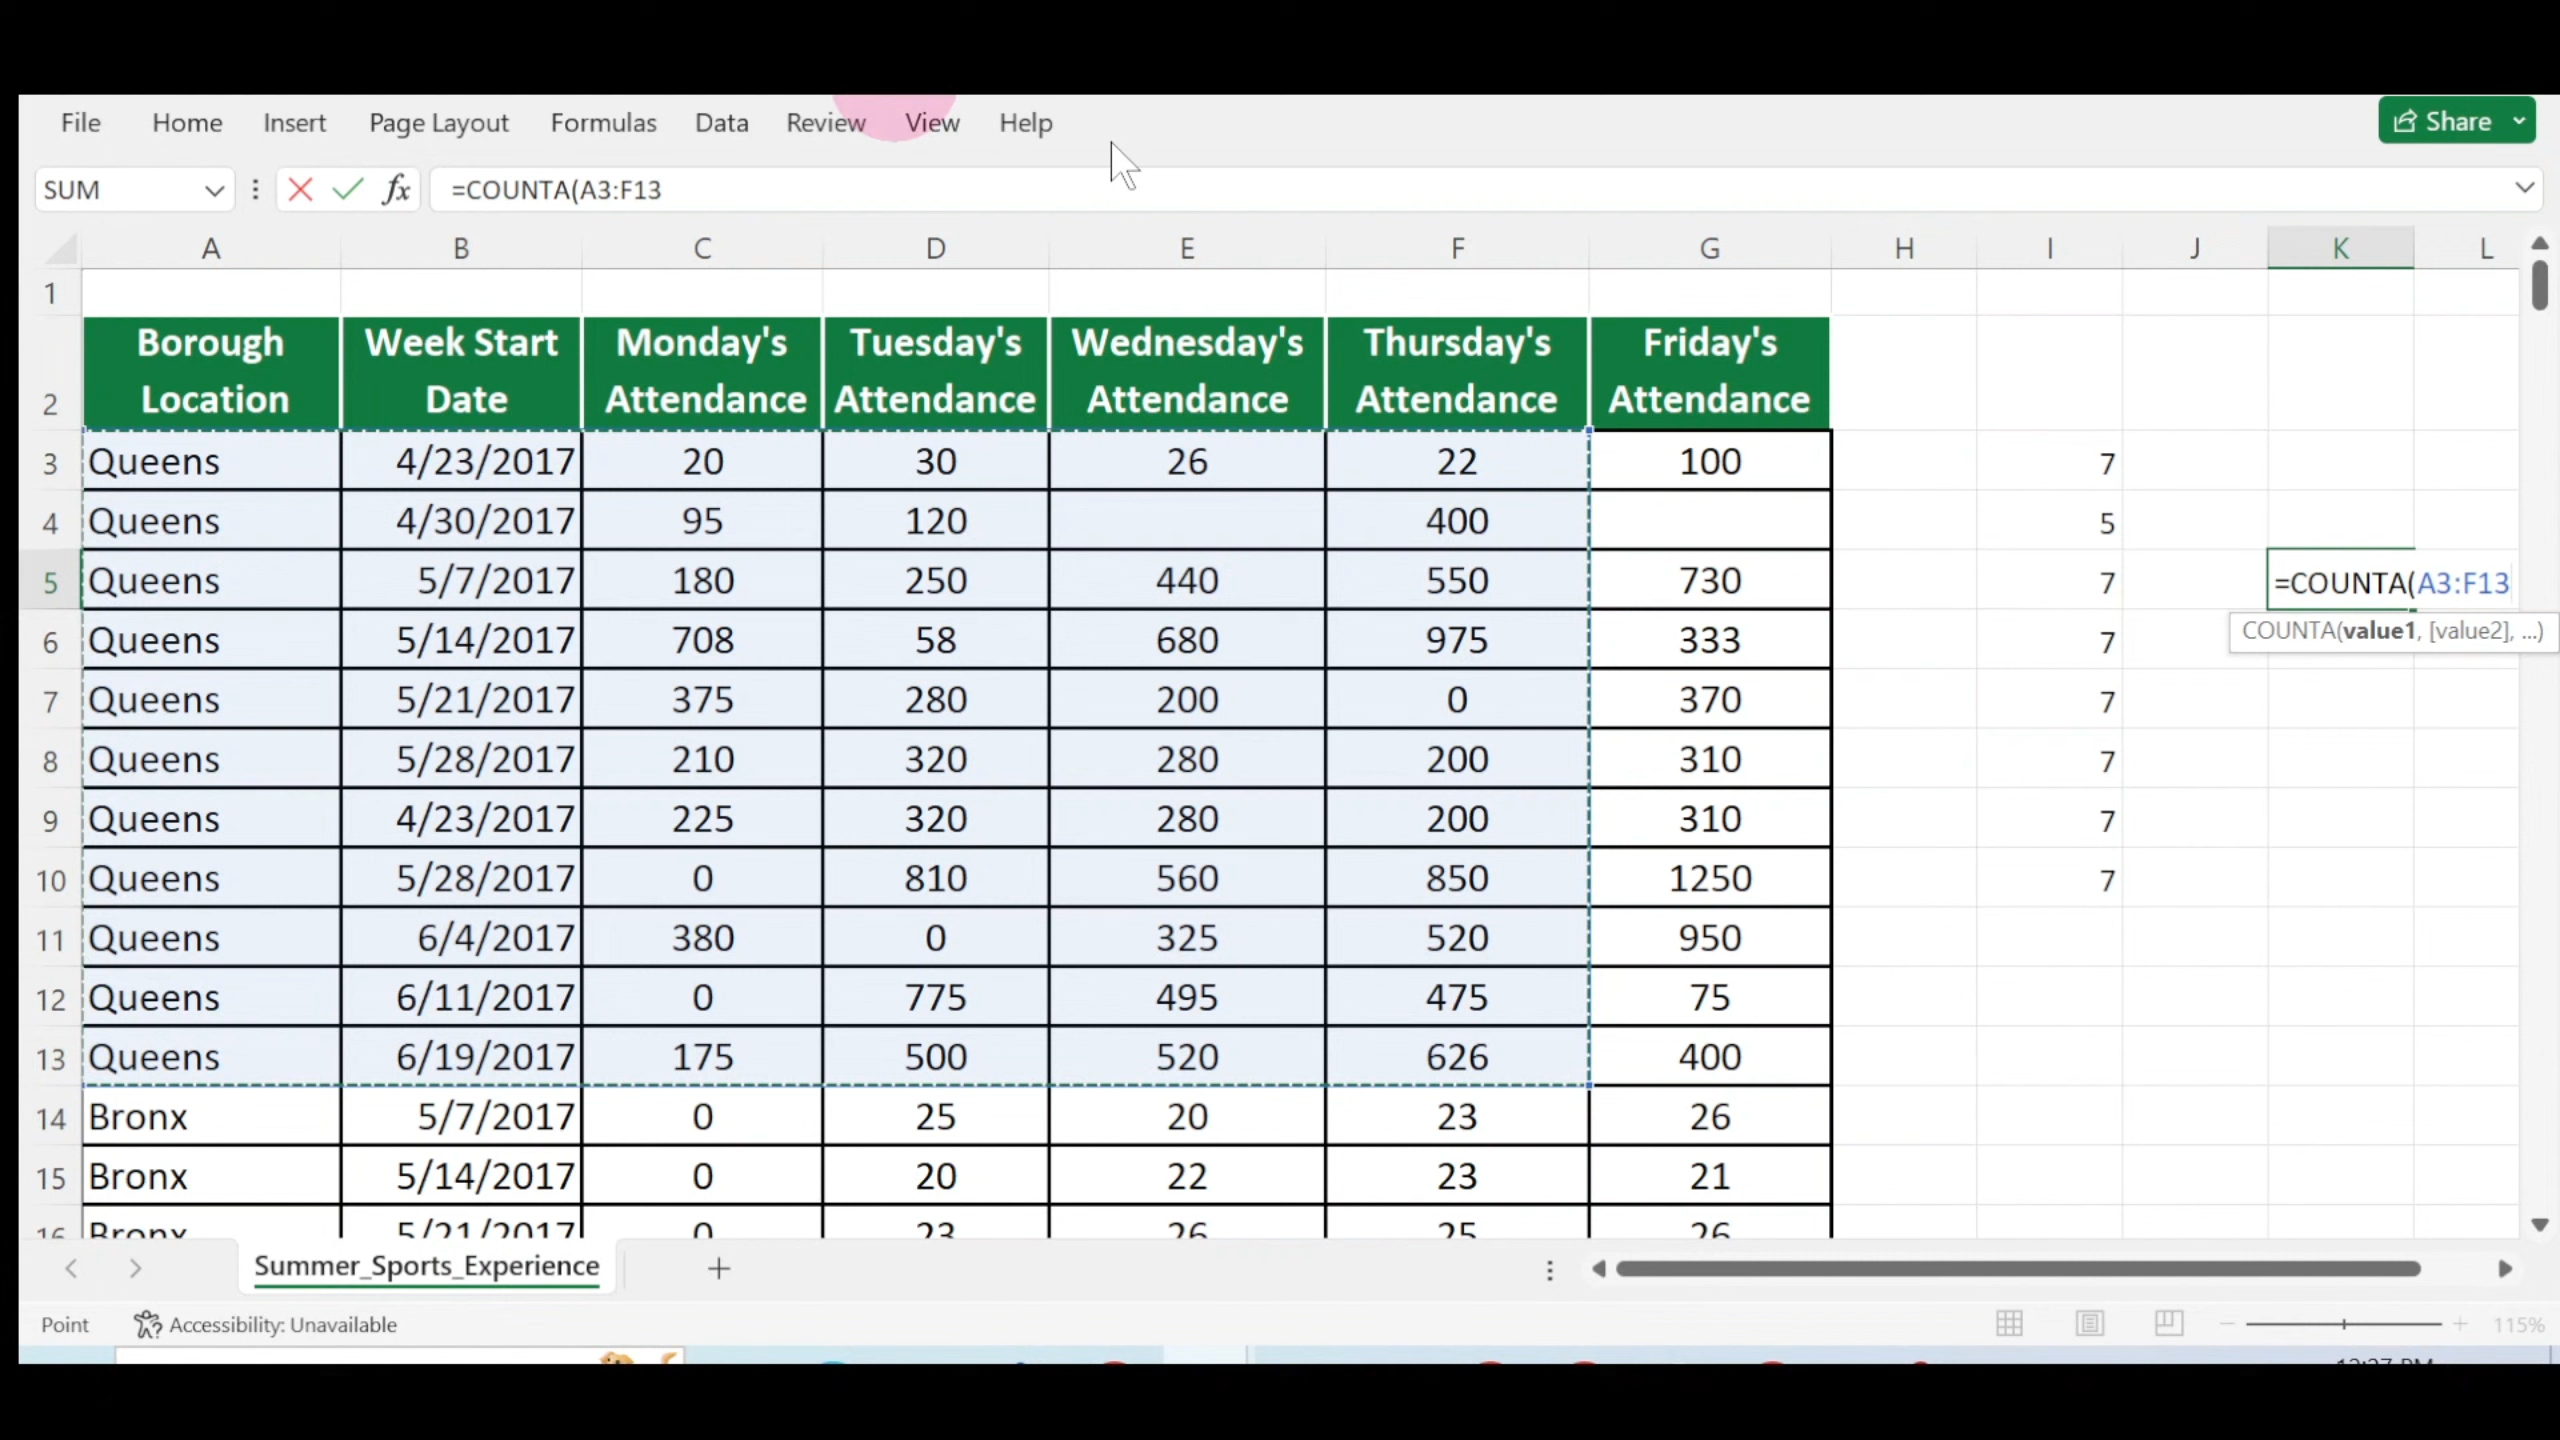 File Home Insert Page Layout Formulas Data Review View Help Share
SUM fx =COUNTA(A3:F13
A B C D E F G H I J K L
1
2 Borough Location Week Start Date Monday's Attendance Tuesday's Attendance Wednesday's Attendance Thursday's Attendance Friday's Attendance
3 Queens 4/23/2017 20 30 26 22 100 7
4 Queens 4/30/2017 95 120 400 5
5 Queens 5/7/2017 180 250 440 550 730 7 =COUNTA(A3:F13
COUNTA(value1, [value2], ...)
6 Queens 5/14/2017 708 58 680 975 333 7
7 Queens 5/21/2017 375 280 200 0 370 7
8 Queens 5/28/2017 210 320 280 200 310 7
9 Queens 4/23/2017 225 320 280 200 310 7
10 Queens 5/28/2017 0 810 560 850 1250 7
11 Queens 6/4/2017 380 0 325 520 950
12 Queens 6/11/2017 0 775 495 475 75
13 Queens 6/19/2017 175 500 520 626 400
14 Bronx 5/7/2017 0 25 20 23 26
15 Bronx 5/14/2017 0 20 22 23 21
16 Bronx 5/21/2017 0 23 26 25 26
Summer_Sports_Experience
Point Accessibility: Unavailable 115%